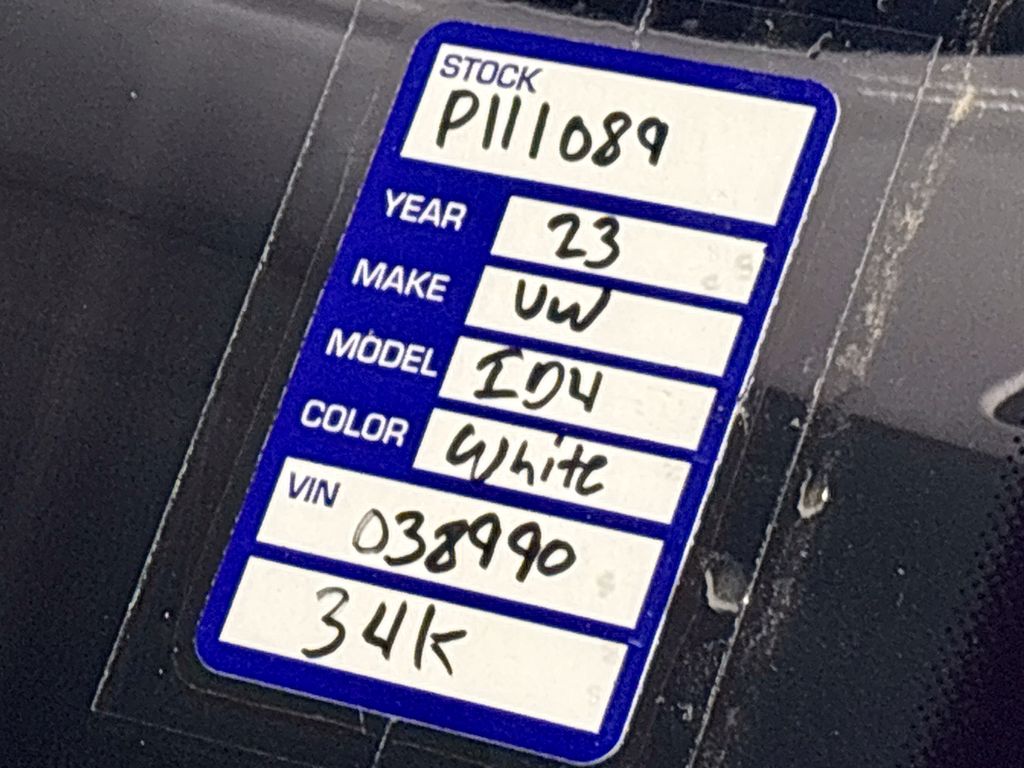 STOCK
P111089
YEAR 23
MAKE VW
MODEL ID4
COLOR White
VIN 038990
34K